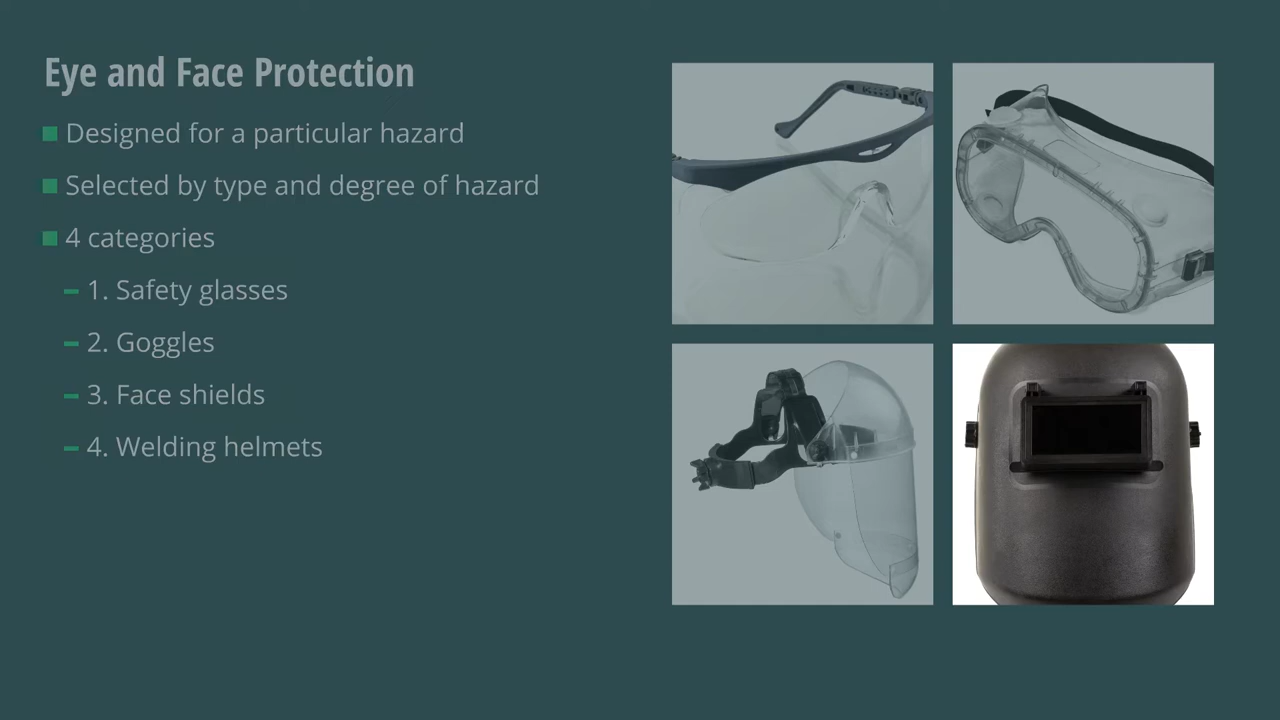 Eye and Face Protection
Designed for a particular hazard
Selected by type and degree of hazard
4 categories
1. Safety glasses
2. Goggles
3. Face shields
4. Welding helmets